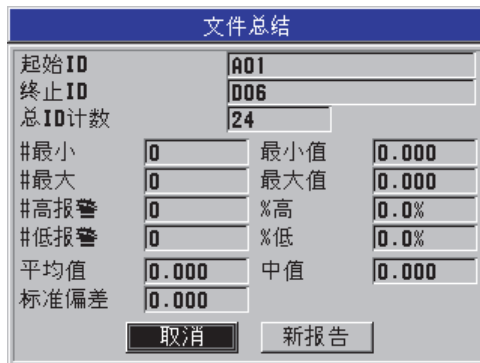 文件总结
起始ID A01
终止ID D06
总ID计数 24
#最小 0 最小值 0.000
#最大 0 最大值 0.000
#高报警 0 %高 0.0%
#低报警 0 %低 0.0%
平均值 0.000 中值 0.000
标准偏差 0.000
取消 新报告